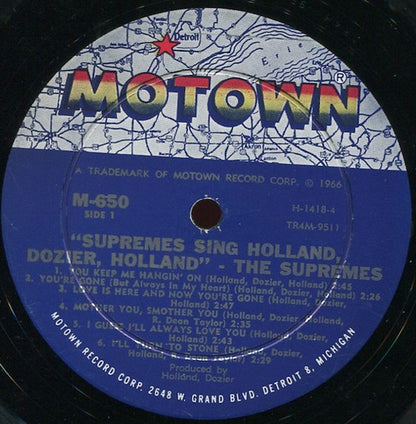 Detroit
Erie
MOTOWN®
A TRADEMARK OF MOTOWN RECORD CORP. © 1966
M-650
SIDE 1
H-1418-4
TR4M-9511
"SUPREMES SING HOLLAND,
DOZIER, HOLLAND" - THE SUPREMES
1. YOU KEEP ME HANGIN' ON (Holland, Dozier, Holland) 2:45
2. YOU'RE GONE (But Always In My Heart) (Holland, Dozier, Holland) 2:26
3. LOVE IS HERE AND NOW YOU'RE GONE (Holland, Dozier, Holland) 2:35
4. MOTHER YOU, SMOTHER YOU (Holland, Dozier, Holland,
R. Dean Taylor) 2:35
5. I GUESS I'LL ALWAYS LOVE YOU (Holland, Dozier, Holland)
2:43
6. I'LL TURN TO STONE (Holland, Dozier, Holland,
R. Dean Taylor) 2:29
Produced by
Holland, Dozier
MOTOWN RECORD CORP. 2648 W. GRAND BLVD. DETROIT 8, MICHIGAN